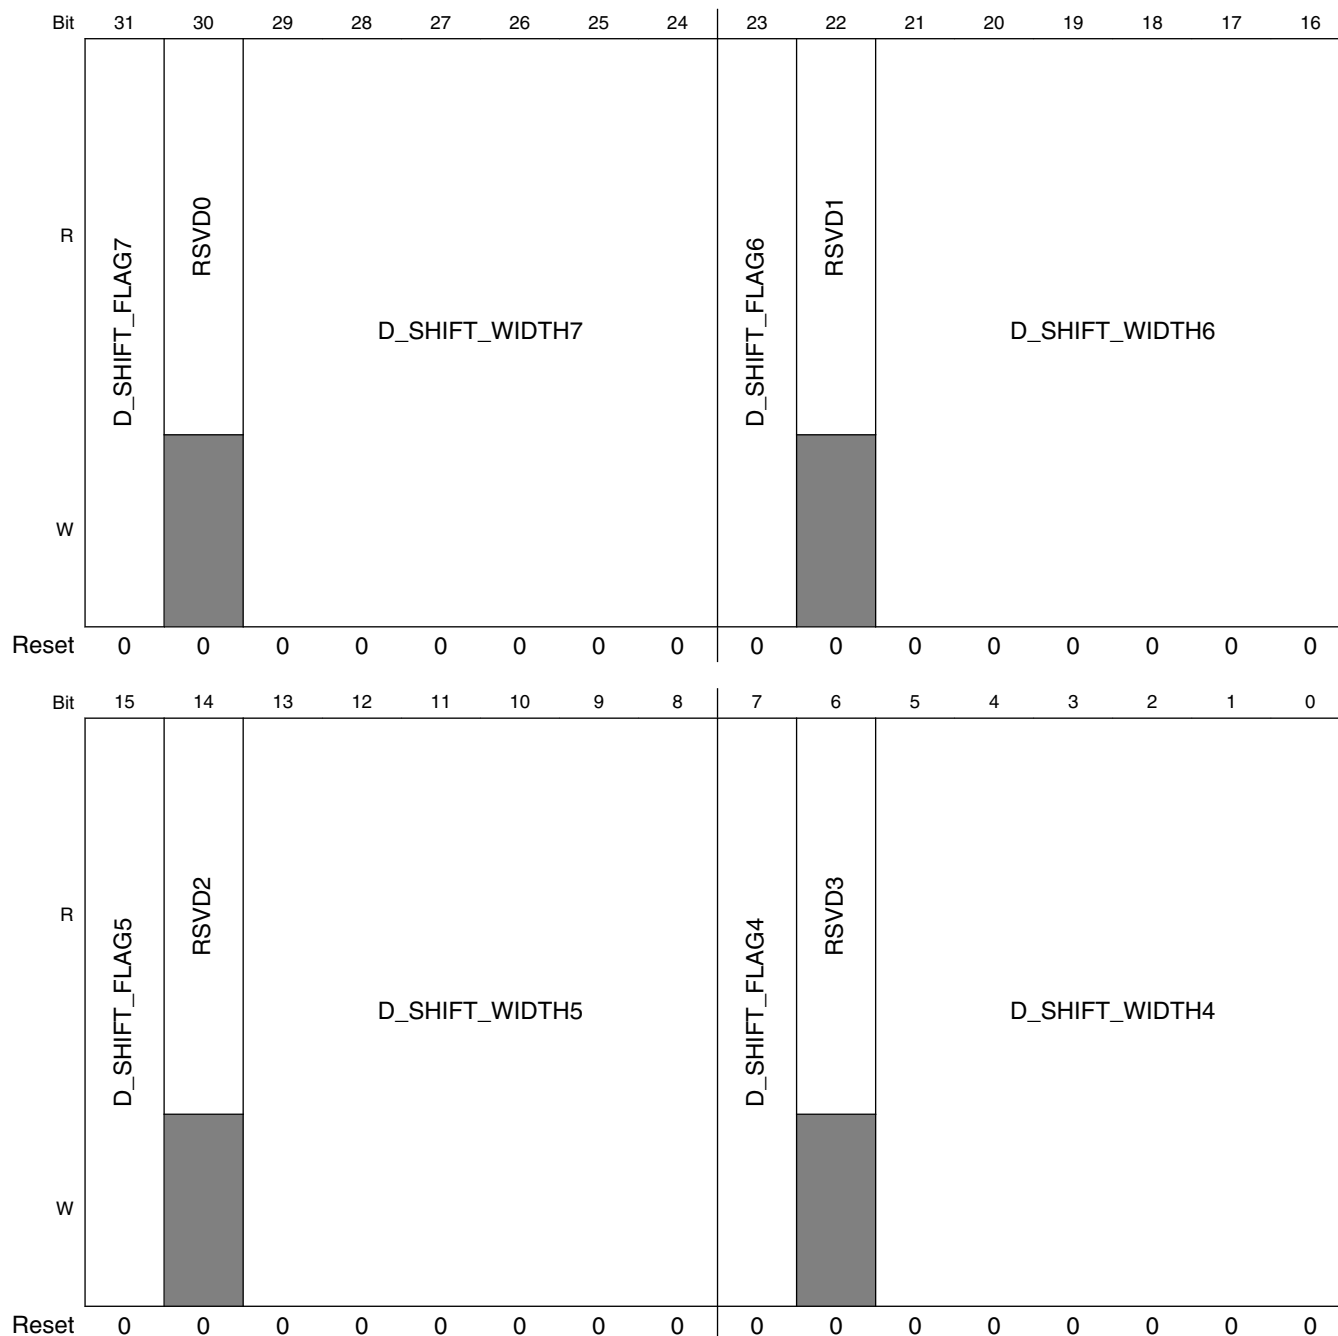 Bit 31 30 29 28 27 26 25 24 23 22 21 20 19 18 17 16
R D_SHIFT_FLAG7 RSVD0 D_SHIFT_WIDTH7 D_SHIFT_FLAG6 RSVD1 D_SHIFT_WIDTH6
W
Reset 0 0 0 0 0 0 0 0 0 0 0 0 0 0 0 0
Bit 15 14 13 12 11 10 9 8 7 6 5 4 3 2 1 0
R D_SHIFT_FLAG5 RSVD2 D_SHIFT_WIDTH5 D_SHIFT_FLAG4 RSVD3 D_SHIFT_WIDTH4
W
Reset 0 0 0 0 0 0 0 0 0 0 0 0 0 0 0 0